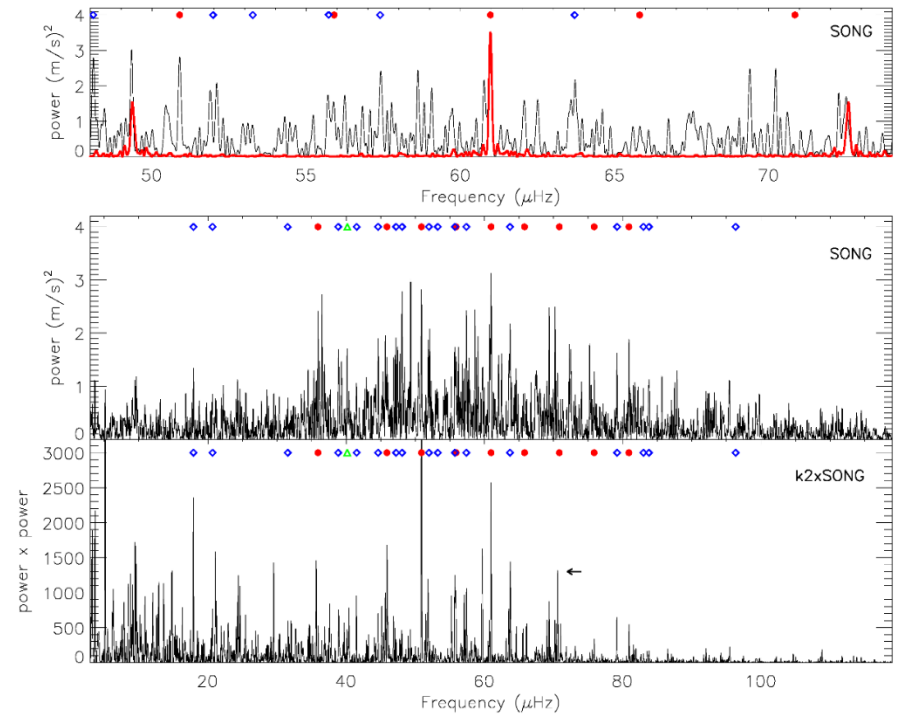 4
3
2
1
0
power (m/s)²
SONG
50 55 60 65 70
Frequency (μHz)
4
3
2
1
power (m/s)²
SONG
3000
2500
2000
1500
1000
500
0
power x power
k2xSONG
20 40 60 80 100
Frequency (μHz)